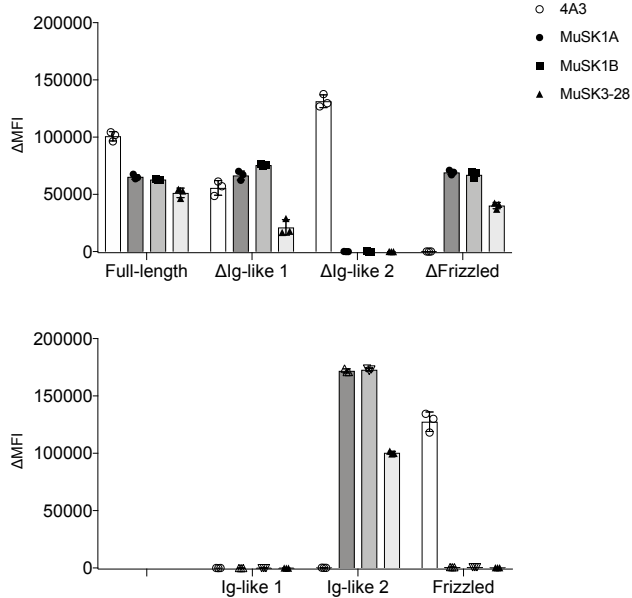 4A3
MuSK1A
MuSK1B
MuSK3-28
200000
150000
100000
50000
0
ΔMFI
Full-length ΔIg-like 1 ΔIg-like 2 ΔFrizzled
200000
150000
100000
50000
0
ΔMFI
Ig-like 1 Ig-like 2 Frizzled